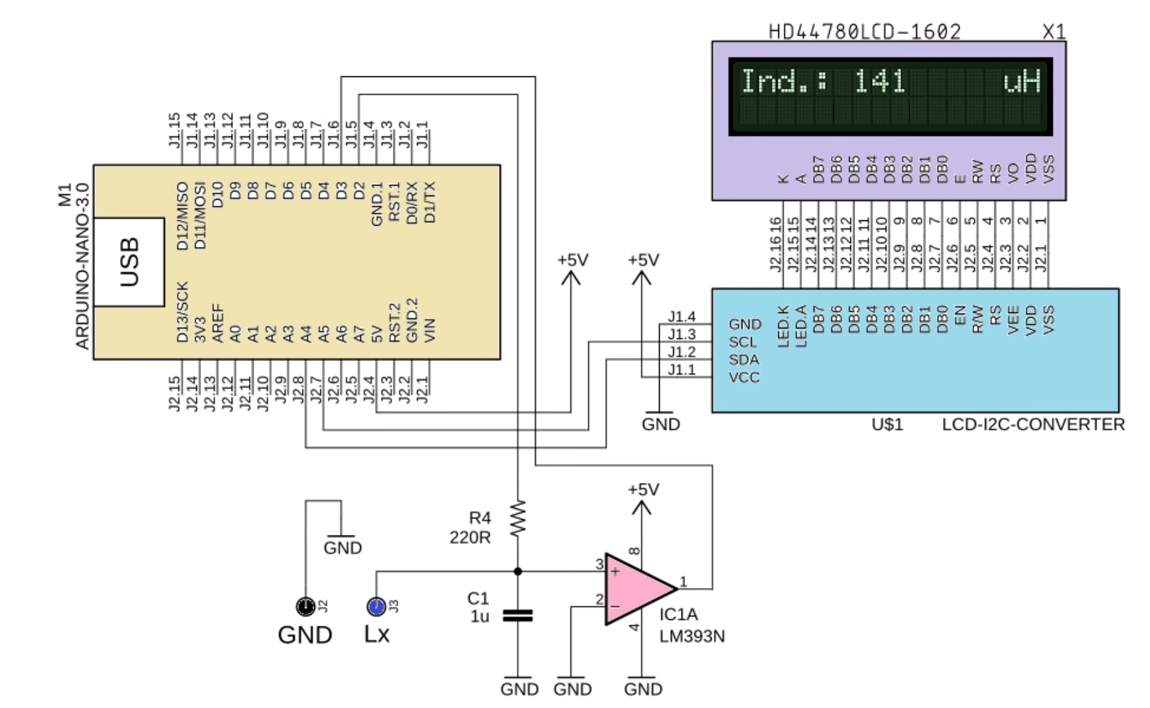 HD44780LCD-1602 X1
Ind.: 141 uH
K A DB7 DB6 DB5 DB4 DB3 DB2 DB1 DB0 E RW RS VO VDD VSS
16 15 14 13 12 11 10 9 8 7 6 5 4 3 2 1
J2.16 J2.15 J2.14 J2.13 J2.12 J2.11 J2.10 J2.9 J2.8 J2.7 J2.6 J2.5 J2.4 J2.3 J2.2 J2.1
LED.K LED.A DB7 DB6 DB5 DB4 DB3 DB2 DB1 DB0 EN R/W RS VEE VDD VSS
J1.4 GND
J1.3 SCL
J1.2 SDA
J1.1 VCC
U$1 LCD-I2C-CONVERTER
+5V +5V
GND
J1.15 J1.14 J1.13 J1.12 J1.11 J1.10 J1.9 J1.8 J1.7 J1.6 J1.5 J1.4 J1.3 J1.2 J1.1
D12/MISO D11/MOSI D10 D9 D8 D7 D6 D5 D4 D3 D2 GND.1 RST.1 D0/RX D1/TX
M1
ARDUINO-NANO-3.0
USB
D13/SCK 3V3 AREF A0 A1 A2 A3 A4 A5 A6 A7 5V RST.2 GND.2 VIN
J2.15 J2.14 J2.13 J2.12 J2.11 J2.10 J2.9 J2.8 J2.7 J2.6 J2.5 J2.4 J2.3 J2.2 J2.1
GND
J2
GND
J3
Lx
R4
220R
C1
1u
+5V
8
3 +
2 −
1
4
IC1A
LM393N
GND GND GND